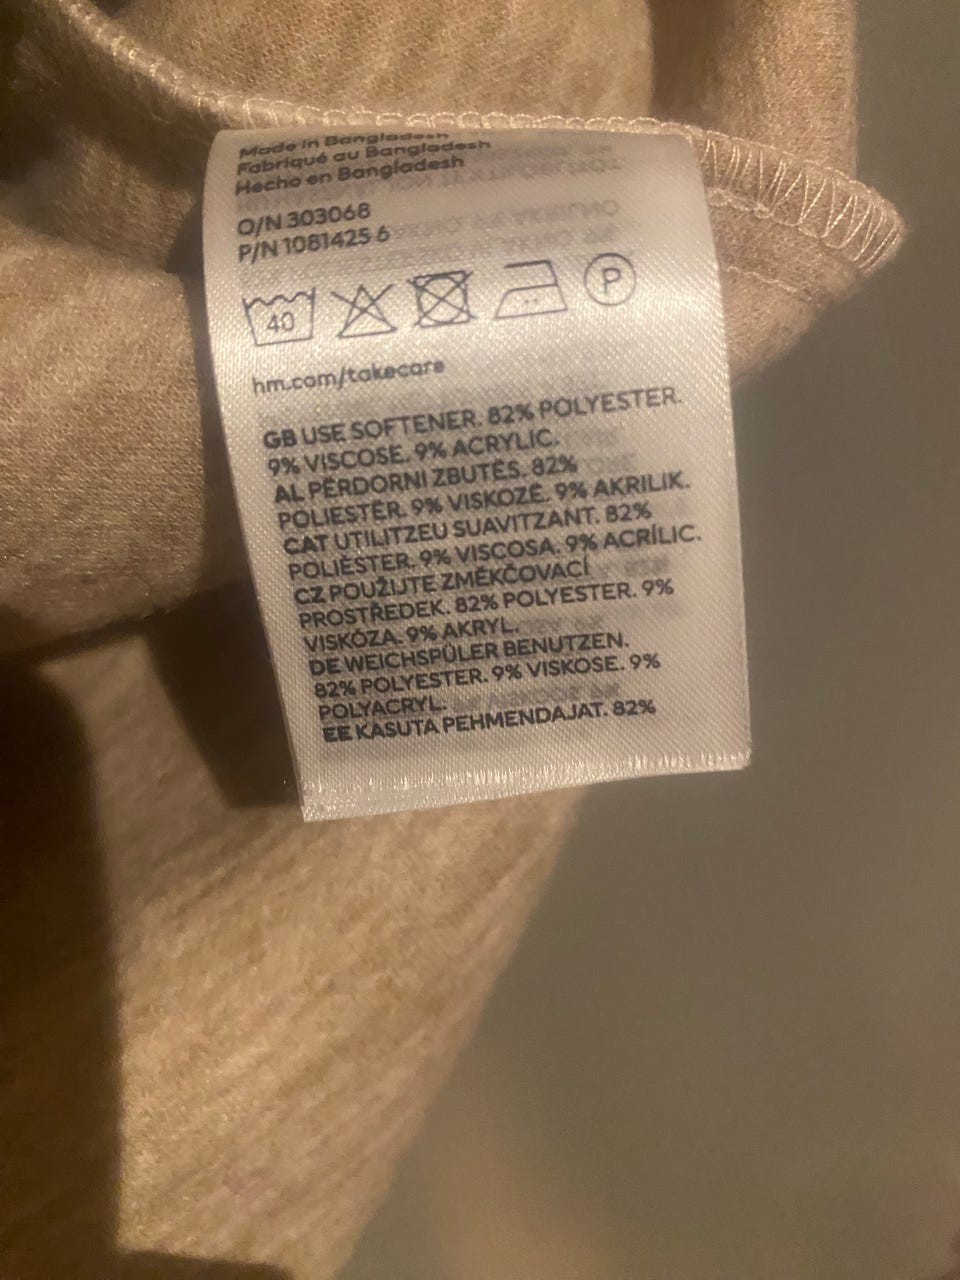 Made in Bangladesh
Fabriqué au Bangladesh
Hecho en Bangladesh
O/N 303068
P/N 1081425 6
40
P
hm.com/takecare
GB USE SOFTENER. 82% POLYESTER.
9% VISCOSE. 9% ACRYLIC.
AL PËRDORNI ZBUTËS. 82%
POLIESTËR. 9% VISKOZË. 9% AKRILIK.
CAT UTILITZEU SUAVITZANT. 82%
POLIÈSTER. 9% VISCOSA. 9% ACRÍLIC.
CZ POUŽIJTE ZMĚKČOVACÍ
PROSTŘEDEK. 82% POLYESTER. 9%
VISKÓZA. 9% AKRYL.
DE WEICHSPÜLER BENUTZEN.
82% POLYESTER. 9% VISKOSE. 9%
POLYACRYL.
EE KASUTA PEHMENDAJAT. 82%